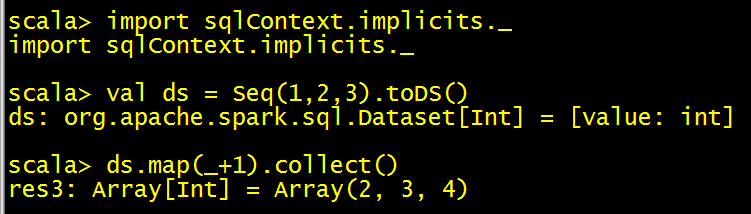 scala> import sqlContext.implicits._
import sqlContext.implicits._
scala> val ds = Seq(1,2,3).toDS()
ds: org.apache.spark.sql.Dataset[Int] = [value: int]
scala> ds.map(_+1).collect()
res3: Array[Int] = Array(2, 3, 4)